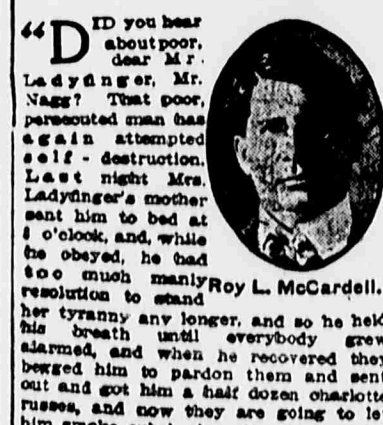 “DID you hear
about poor,
dear Mr.
Ladyfinger, Mr.
Nagg? That poor,
persecuted man has
again attempted
self-destruction.
Last night Mrs.
Ladyfinger's mother
sent him to bed at
o'clock, and, while
he obeyed, he had
too much manly
resolution to stand
Roy L. McCardell.
her tyranny any longer, and so he held
his breath until everybody grew
alarmed, and when he recovered they
begged him to pardon them and sent
out and got him a half dozen charlotte
russes, and now they are going to let
him smoke